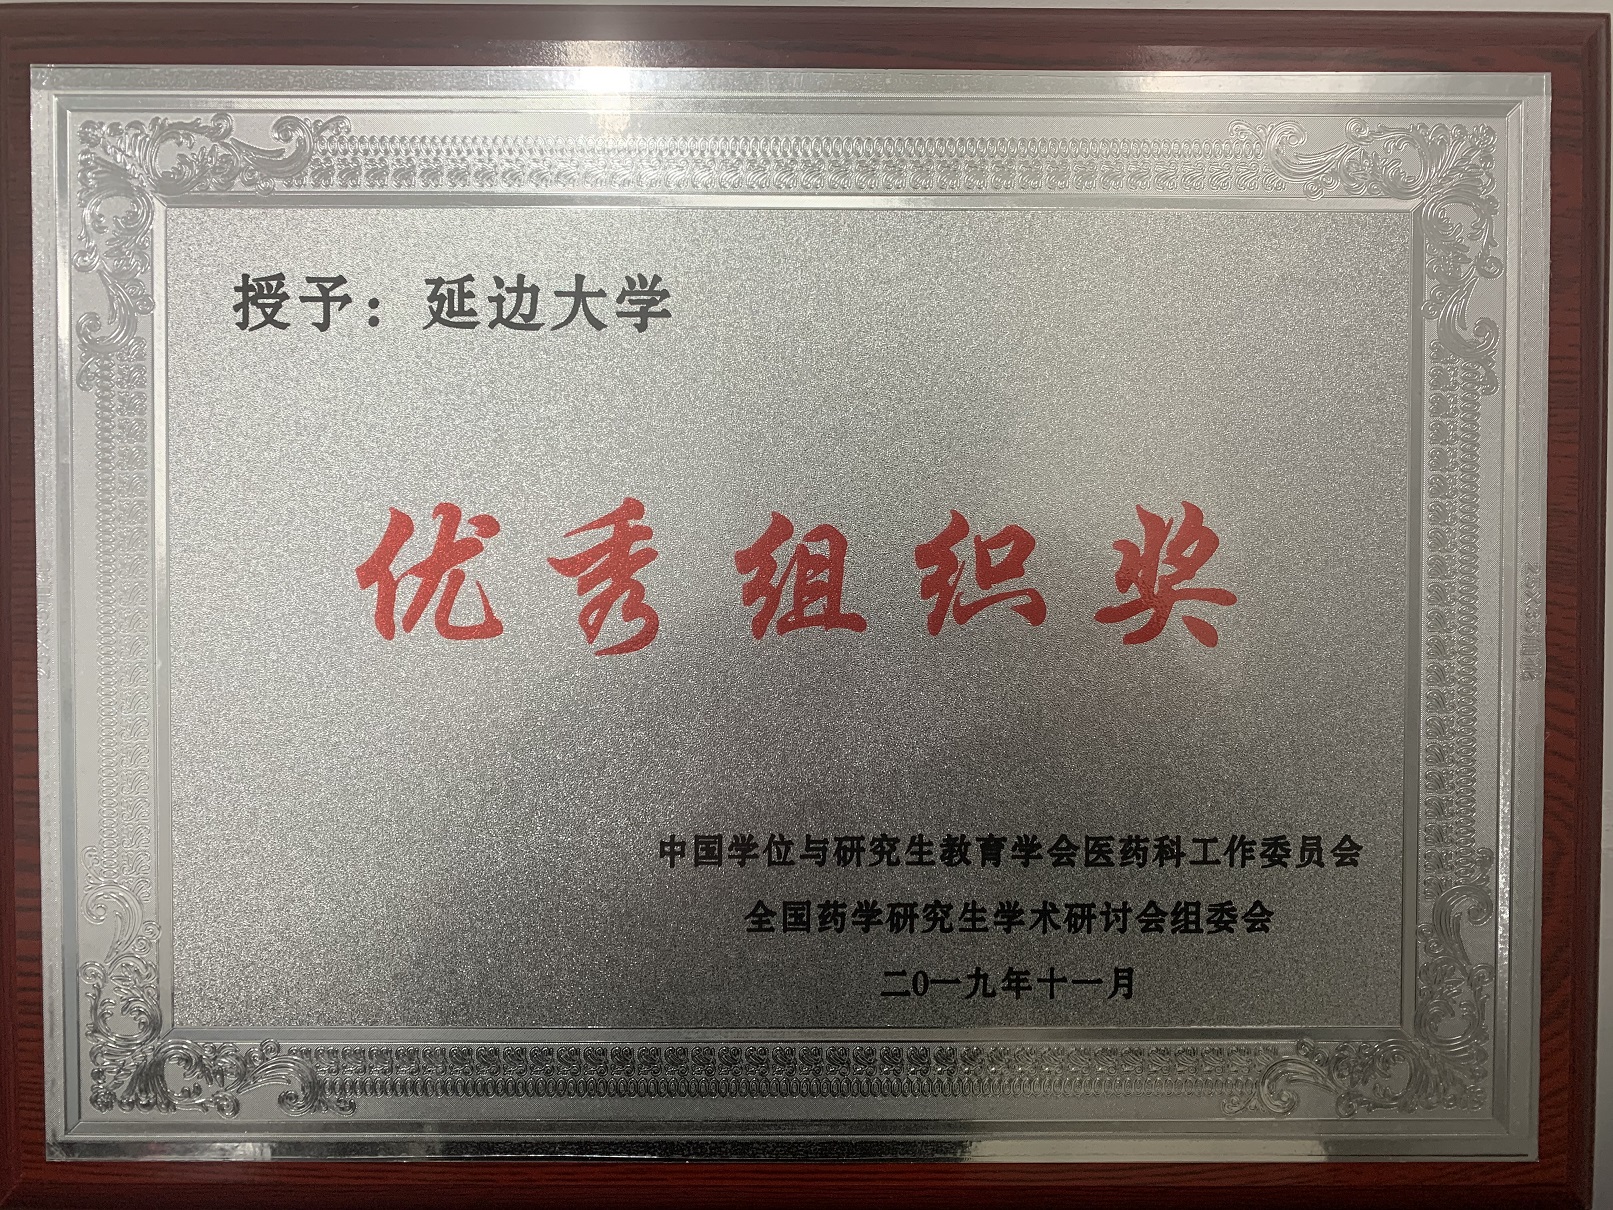 授予：延边大学
优秀组织奖
中国学位与研究生教育学会医药科工作委员会
全国药学研究生学术研讨会组委会
二0一九年十一月